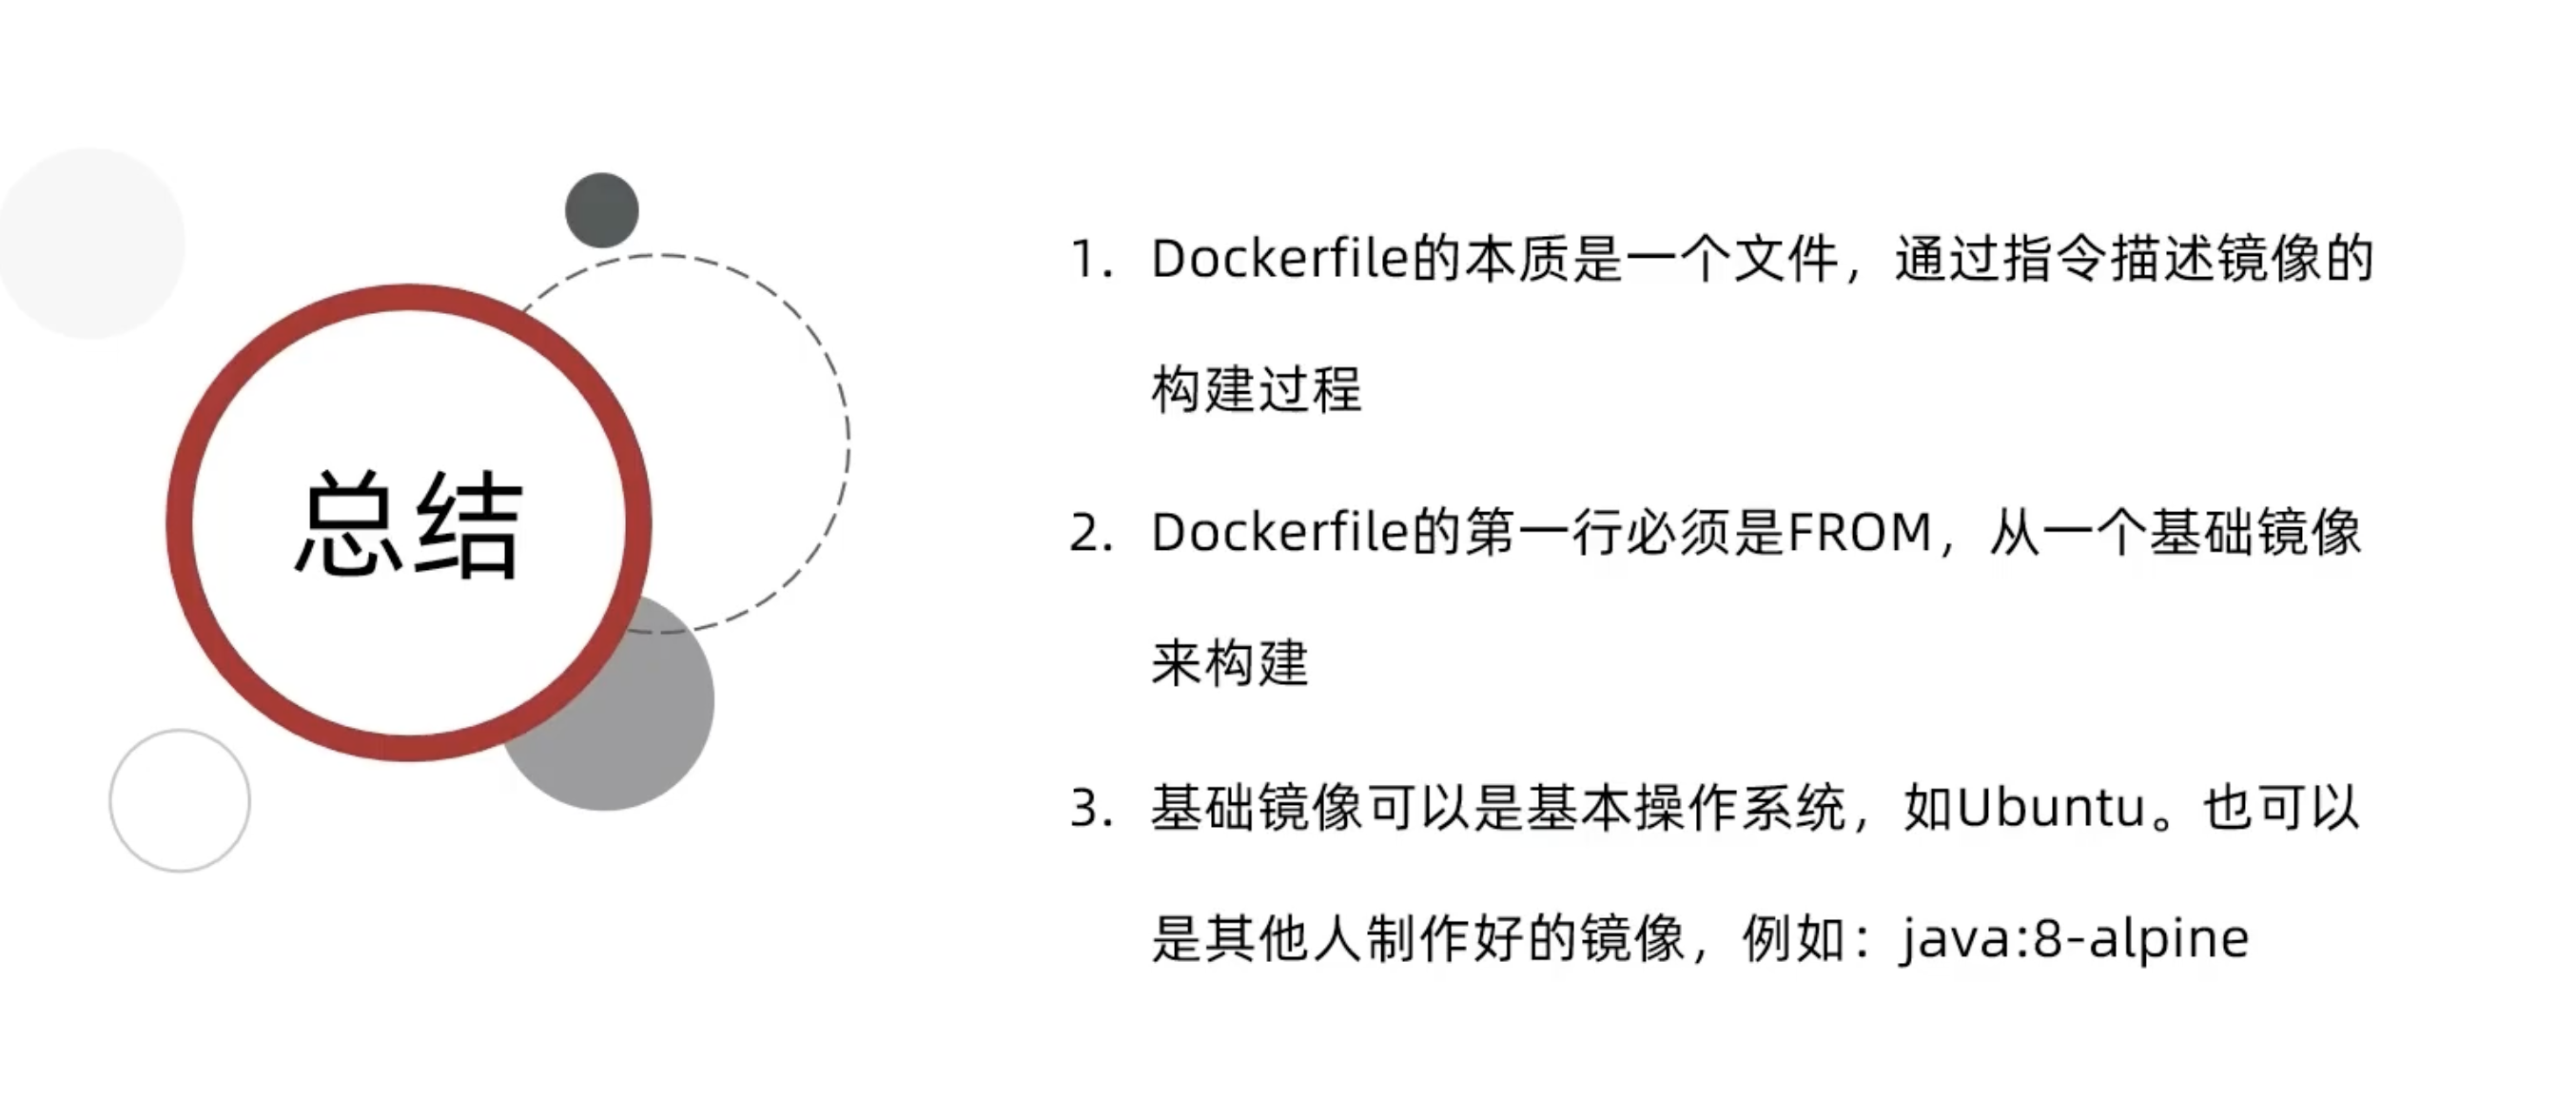 总结
1. Dockerfile的本质是一个文件，通过指令描述镜像的
构建过程
2. Dockerfile的第一行必须是FROM，从一个基础镜像
来构建
3. 基础镜像可以是基本操作系统，如Ubuntu。也可以
是其他人制作好的镜像，例如：java:8-alpine